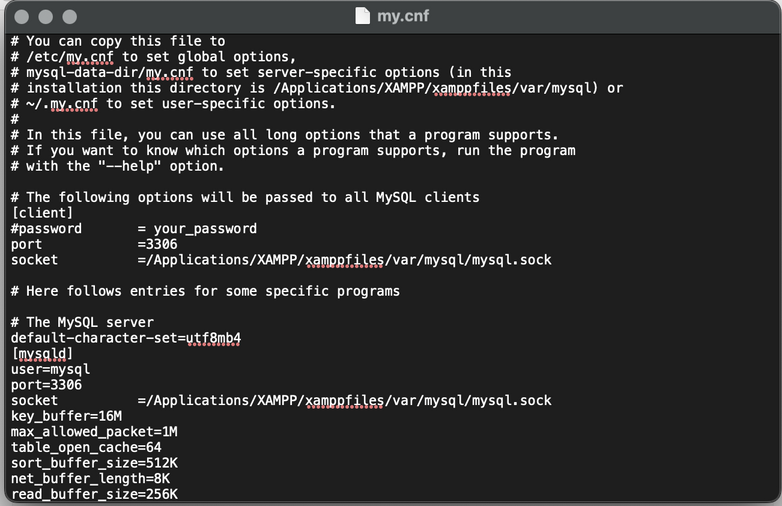 my.cnf
# You can copy this file to
# /etc/my.cnf to set global options,
# mysql-data-dir/my.cnf to set server-specific options (in this
# installation this directory is /Applications/XAMPP/xamppfiles/var/mysql) or
# ~/.my.cnf to set user-specific options.
#
# In this file, you can use all long options that a program supports.
# If you want to know which options a program supports, run the program
# with the "--help" option.

# The following options will be passed to all MySQL clients
[client]
#password       = your_password
port            =3306
socket          =/Applications/XAMPP/xamppfiles/var/mysql/mysql.sock

# Here follows entries for some specific programs

# The MySQL server
default-character-set=utf8mb4
[mysqld]
user=mysql
port=3306
socket          =/Applications/XAMPP/xamppfiles/var/mysql/mysql.sock
key_buffer=16M
max_allowed_packet=1M
table_open_cache=64
sort_buffer_size=512K
net_buffer_length=8K
read_buffer_size=256K